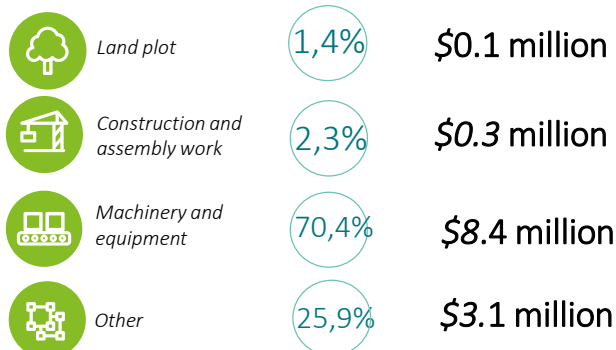 Land plot
1,4%
$0.1 million
Construction and
assembly work
2,3%
$0.3 million
Machinery and
equipment
70,4%
$8.4 million
Other
25,9%
$3.1 million